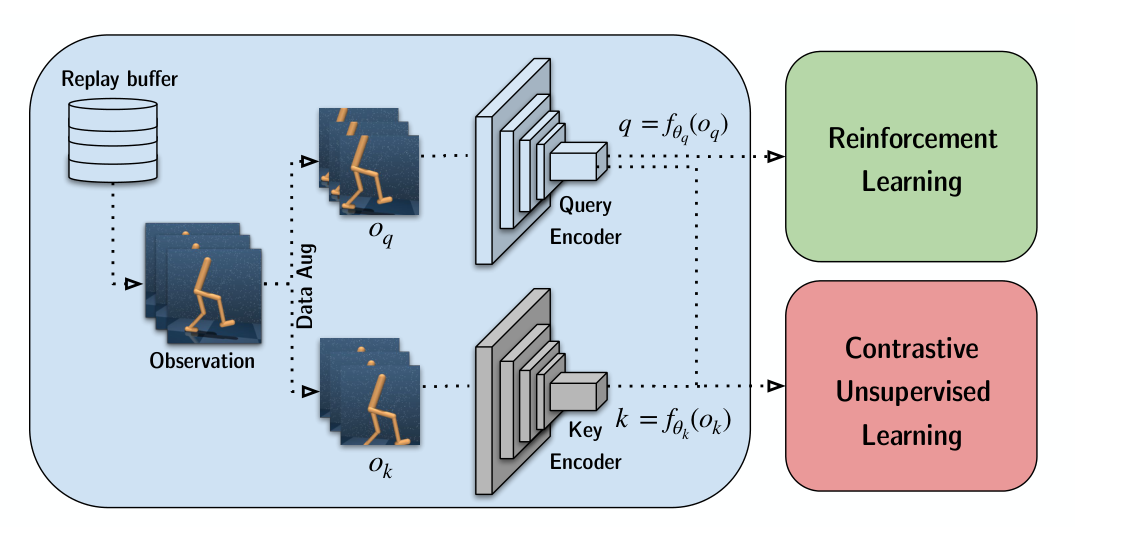 Replay buffer
Observation
Data Aug
o_q
o_k
q = f_{θ_q}(o_q)
Query
Encoder
k = f_{θ_k}(o_k)
Key
Encoder
Reinforcement
Learning
Contrastive
Unsupervised
Learning